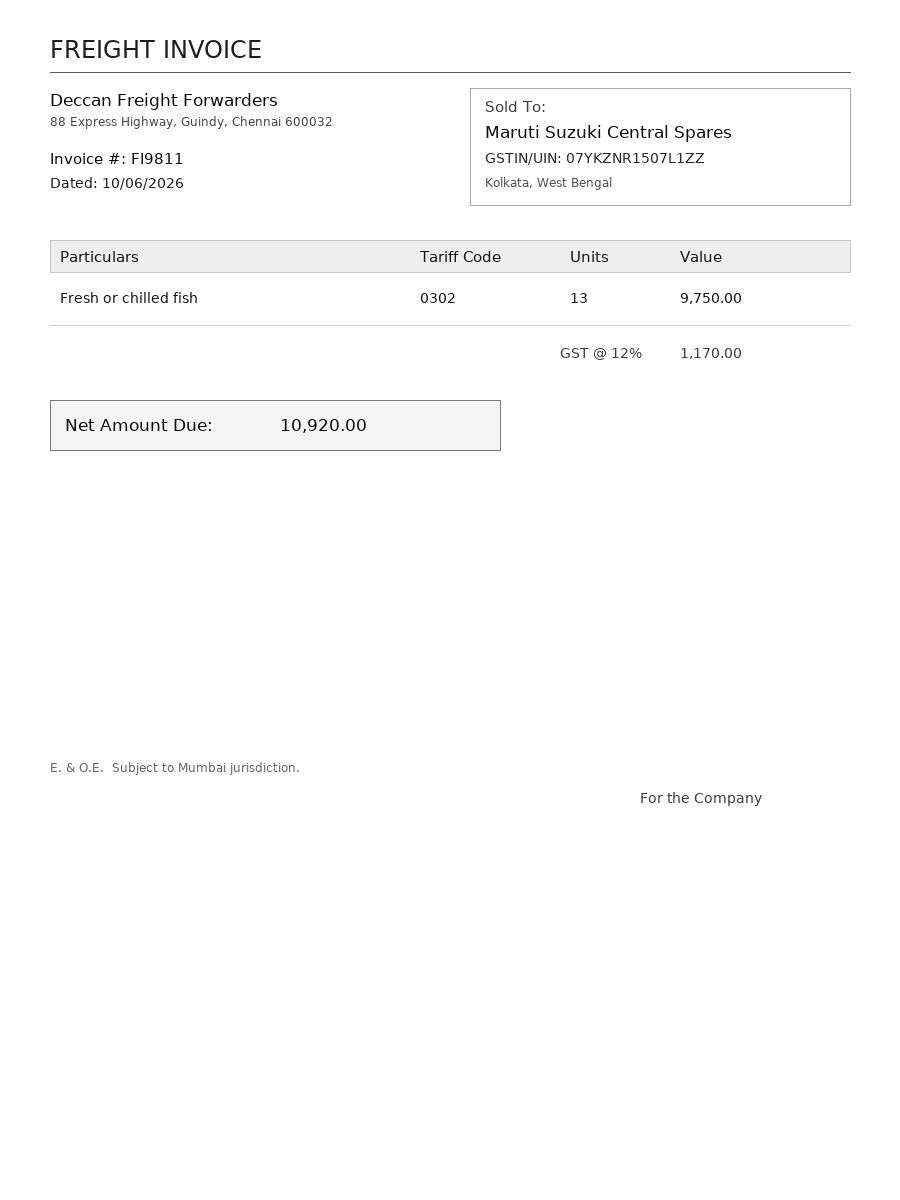 FREIGHT INVOICE
Deccan Freight Forwarders
88 Express Highway, Guindy, Chennai 600032
Invoice #: FI9811
Dated: 10/06/2026
Sold To:
Maruti Suzuki Central Spares
GSTIN/UIN: 07YKZNR1507L1ZZ
Kolkata, West Bengal
Particulars Tariff Code Units Value
Fresh or chilled fish 0302 13 9,750.00
GST @ 12% 1,170.00
Net Amount Due: 10,920.00
E. & O.E. Subject to Mumbai jurisdiction.
For the Company